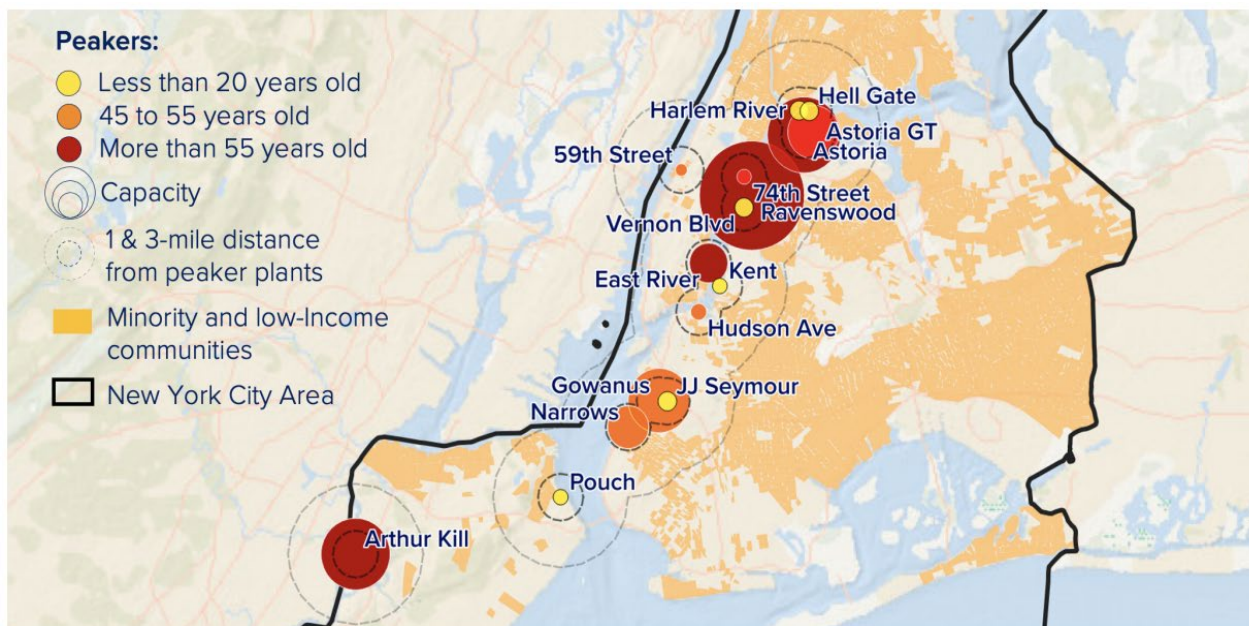 Peakers:
Less than 20 years old
45 to 55 years old
More than 55 years old
Capacity
1 & 3-mile distance
from peaker plants
Minority and low-Income
communities
New York City Area
Harlem River
Hell Gate
Astoria GT
Astoria
59th Street
74th Street
Ravenswood
Vernon Blvd
East River
Kent
Hudson Ave
Gowanus
JJ Seymour
Narrows
Pouch
Arthur Kill